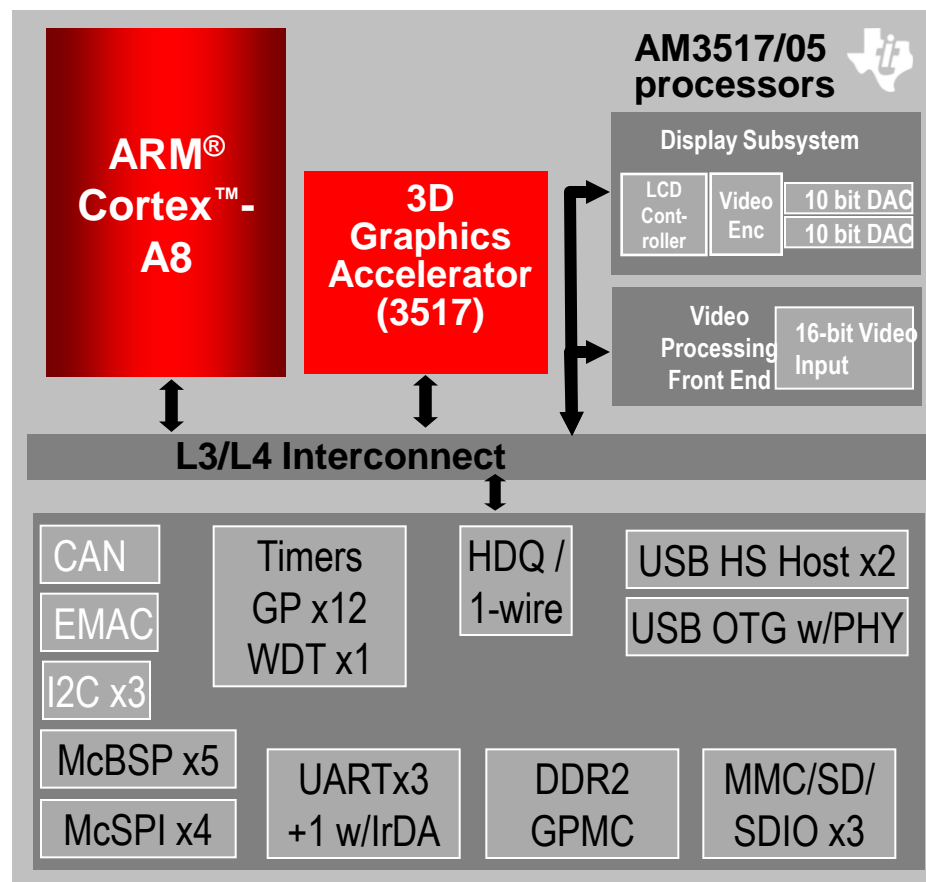 AM3517/05
processors
ARM®
Cortex™-
A8
3D
Graphics
Accelerator
(3517)
Display Subsystem
LCD
Cont-
roller
Video
Enc
10 bit DAC
10 bit DAC
Video
Processing
Front End
16-bit Video
Input
L3/L4 Interconnect
CAN
EMAC
I2C x3
McBSP x5
McSPI x4
Timers
GP x12
WDT x1
HDQ /
1-wire
USB HS Host x2
USB OTG w/PHY
UARTx3
+1 w/IrDA
DDR2
GPMC
MMC/SD/
SDIO x3